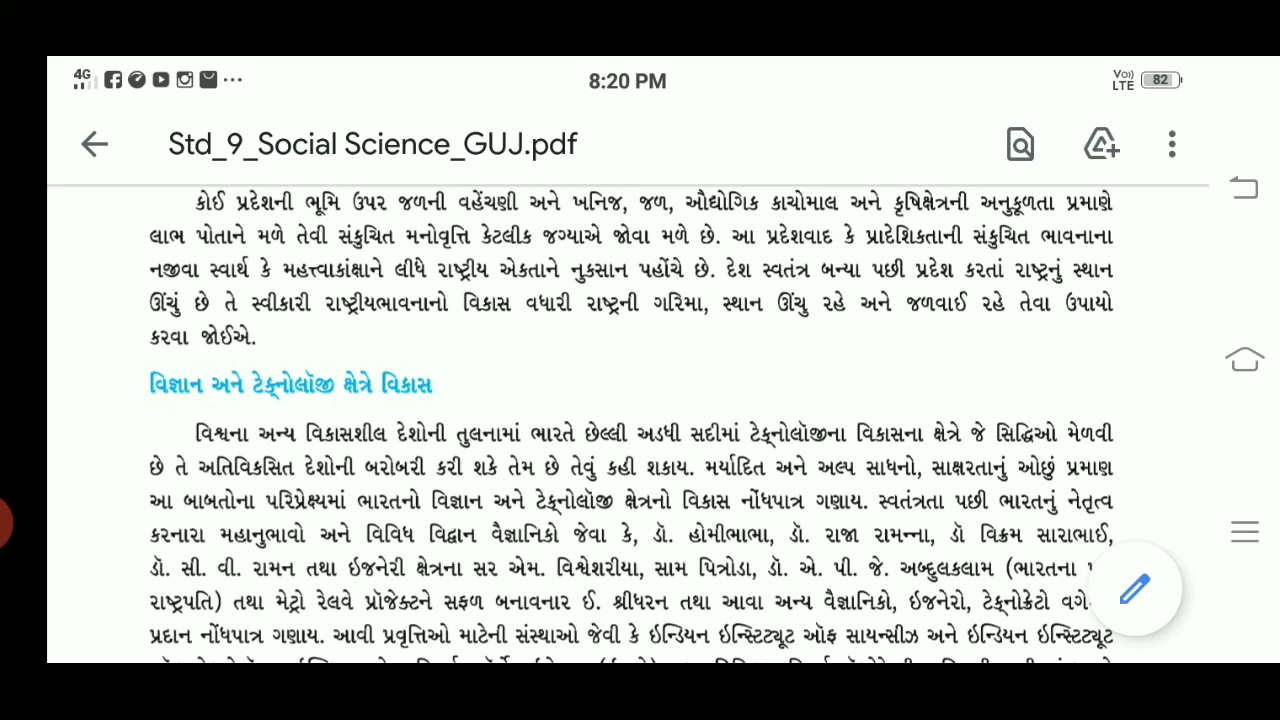 4G
8:20 PM
Vo)) LTE 82
Std_9_Social Science_GUJ.pdf
કોઈ પ્રદેશની ભૂમિ ઉપર જળની વહેંચણી અને ખનિજ, જળ, ઔદ્યોગિક કાચોમાલ અને કૃષિક્ષેત્રની અનુકૂળતા પ્રમાણે
લાભ પોતાને મળે તેવી સંકુચિત મનોવૃત્તિ કેટલીક જગ્યાએ જોવા મળે છે. આ પ્રદેશવાદ કે પ્રાદેશિકતાની સંકુચિત ભાવનાના
નજીવા સ્વાર્થ કે મહત્ત્વાકાંક્ષાને લીધે રાષ્ટ્રીય એકતાને નુકસાન પહોંચે છે. દેશ સ્વતંત્ર બન્યા પછી પ્રદેશ કરતાં રાષ્ટ્રનું સ્થાન
ઊંચું છે તે સ્વીકારી રાષ્ટ્રીયભાવનાનો વિકાસ વધારી રાષ્ટ્રની ગરિમા, સ્થાન ઊંચુ રહે અને જળવાઈ રહે તેવા ઉપાયો
કરવા જોઈએ.
વિજ્ઞાન અને ટેક્નોલૉજી ક્ષેત્રે વિકાસ
વિશ્વના અન્ય વિકાસશીલ દેશોની તુલનામાં ભારતે છેલ્લી અડધી સદીમાં ટેક્નોલૉજીના વિકાસના ક્ષેત્રે જે સિદ્ધિઓ મેળવી
છે તે અતિવિકસિત દેશોની બરોબરી કરી શકે તેમ છે તેવું કહી શકાય. મર્યાદિત અને અલ્પ સાધનો, સાક્ષરતાનું ઓછું પ્રમાણ
આ બાબતોના પરિપ્રેક્ષ્યમાં ભારતનો વિજ્ઞાન અને ટેક્નોલૉજી ક્ષેત્રનો વિકાસ નોંધપાત્ર ગણાય. સ્વતંત્રતા પછી ભારતનું નેતૃત્વ
કરનારા મહાનુભાવો અને વિવિધ વિદ્વાન વૈજ્ઞાનિકો જેવા કે, ડૉ. હોમીભાભા, ડૉ. રાજા રામન્ના, ડૉ વિક્રમ સારાભાઈ,
ડૉ. સી. વી. રામન તથા ઇજનેરી ક્ષેત્રના સર એમ. વિશ્વેશરીયા, સામ પિત્રોડા, ડૉ. એ. પી. જે. અબ્દુલકલામ (ભારતના
રાષ્ટ્રપતિ) તથા મેટ્રો રેલવે પ્રૉજેક્ટને સફળ બનાવનાર ઈ. શ્રીધરન તથા આવા અન્ય વૈજ્ઞાનિકો, ઇજનેરો, ટેક્નોક્રેટો
પ્રદાન નોંધપાત્ર ગણાય. આવી પ્રવૃત્તિઓ માટેની સંસ્થાઓ જેવી કે ઇન્ડિયન ઇન્સ્ટિટ્યૂટ ઑફ સાયન્સીઝ અને ઇન્ડિયન ઇન્સ્ટિટ્યૂટ